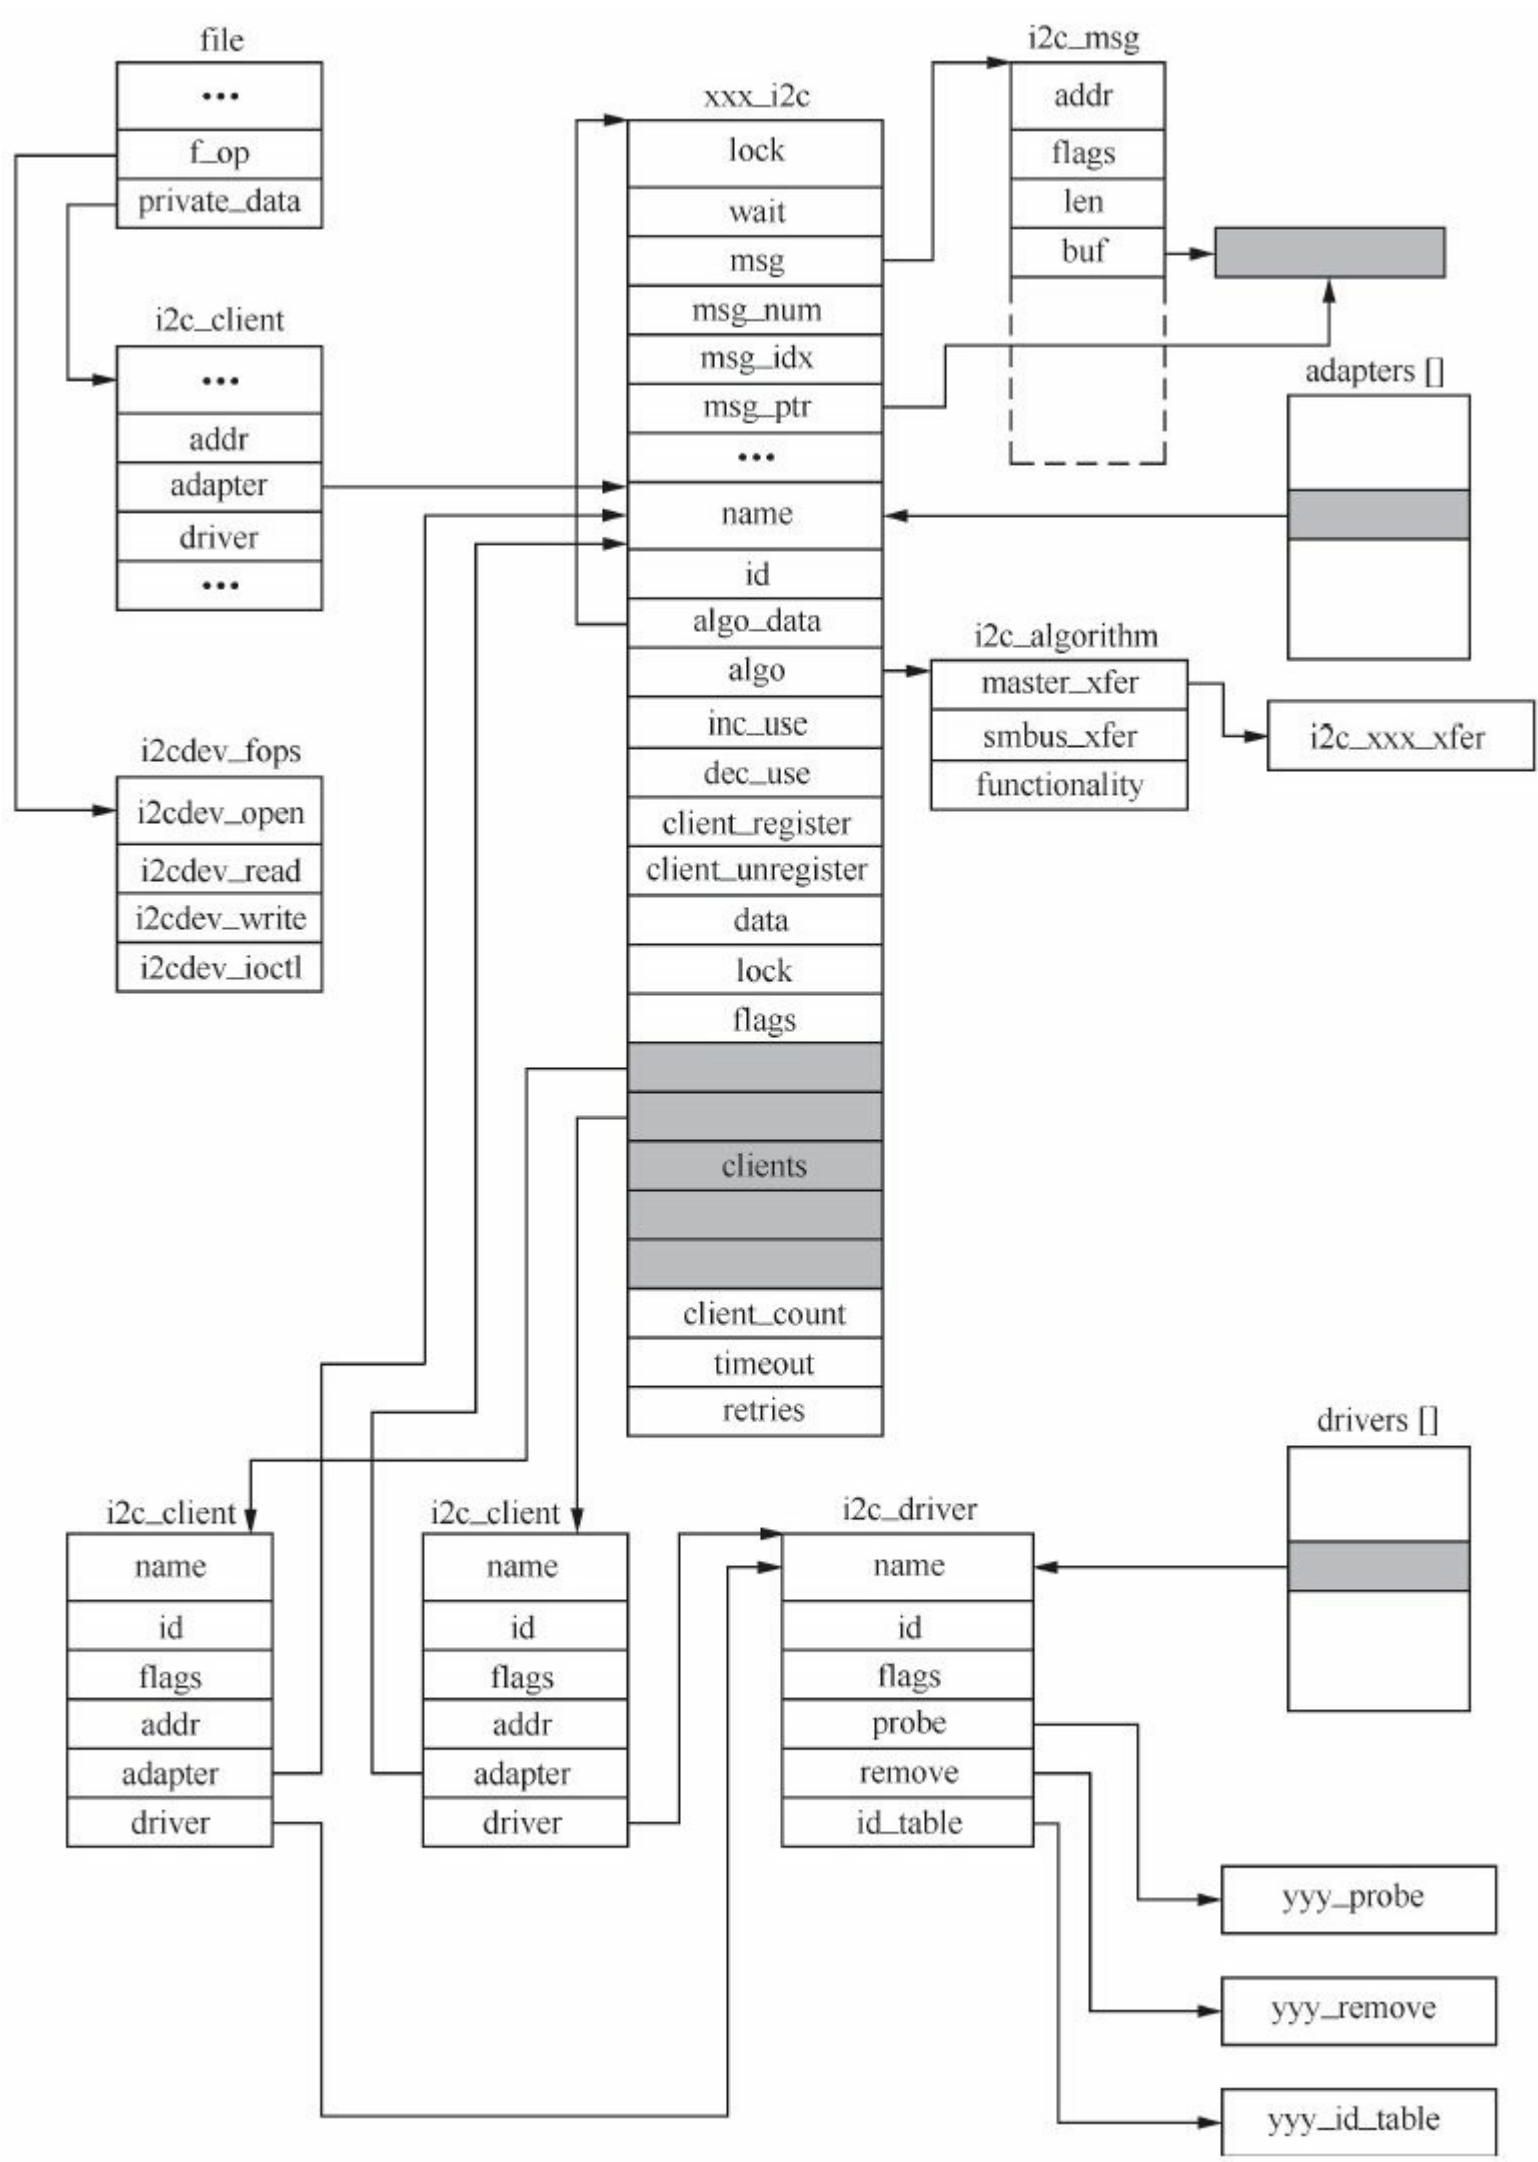 file
•••
f_op
private_data
i2c_client
•••
addr
adapter
driver
•••
i2cdev_fops
i2cdev_open
i2cdev_read
i2cdev_write
i2cdev_ioctl
xxx_i2c
lock
wait
msg
msg_num
msg_idx
msg_ptr
•••
name
id
algo_data
algo
inc_use
dec_use
client_register
client_unregister
data
lock
flags
clients
client_count
timeout
retries
i2c_msg
addr
flags
len
buf
adapters []
i2c_algorithm
master_xfer
smbus_xfer
functionality
i2c_xxx_xfer
i2c_client
name
id
flags
addr
adapter
driver
i2c_client
name
id
flags
addr
adapter
driver
i2c_driver
name
id
flags
probe
remove
id_table
drivers []
yyy_probe
yyy_remove
yyy_id_table